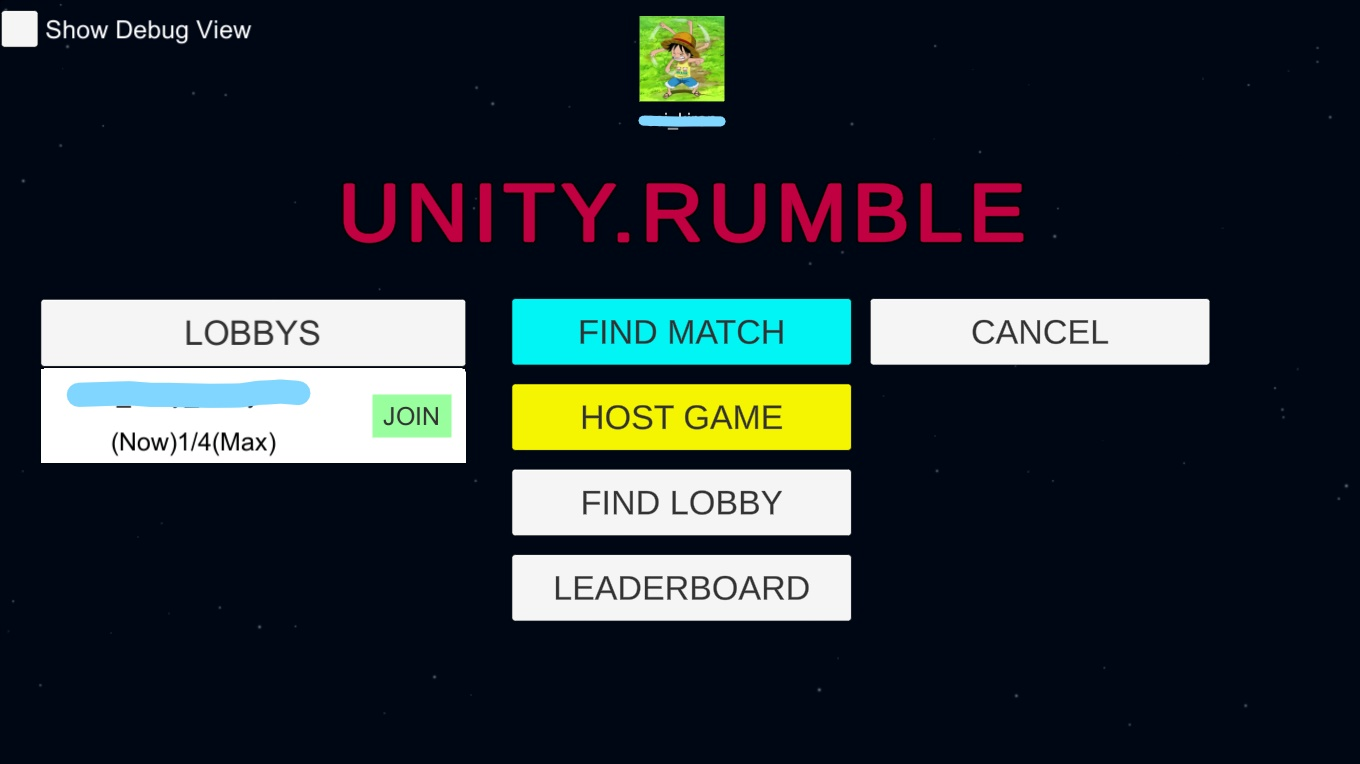 Show Debug View
UNITY.RUMBLE
LOBBYS
(Now)1/4(Max)
JOIN
FIND MATCH
CANCEL
HOST GAME
FIND LOBBY
LEADERBOARD